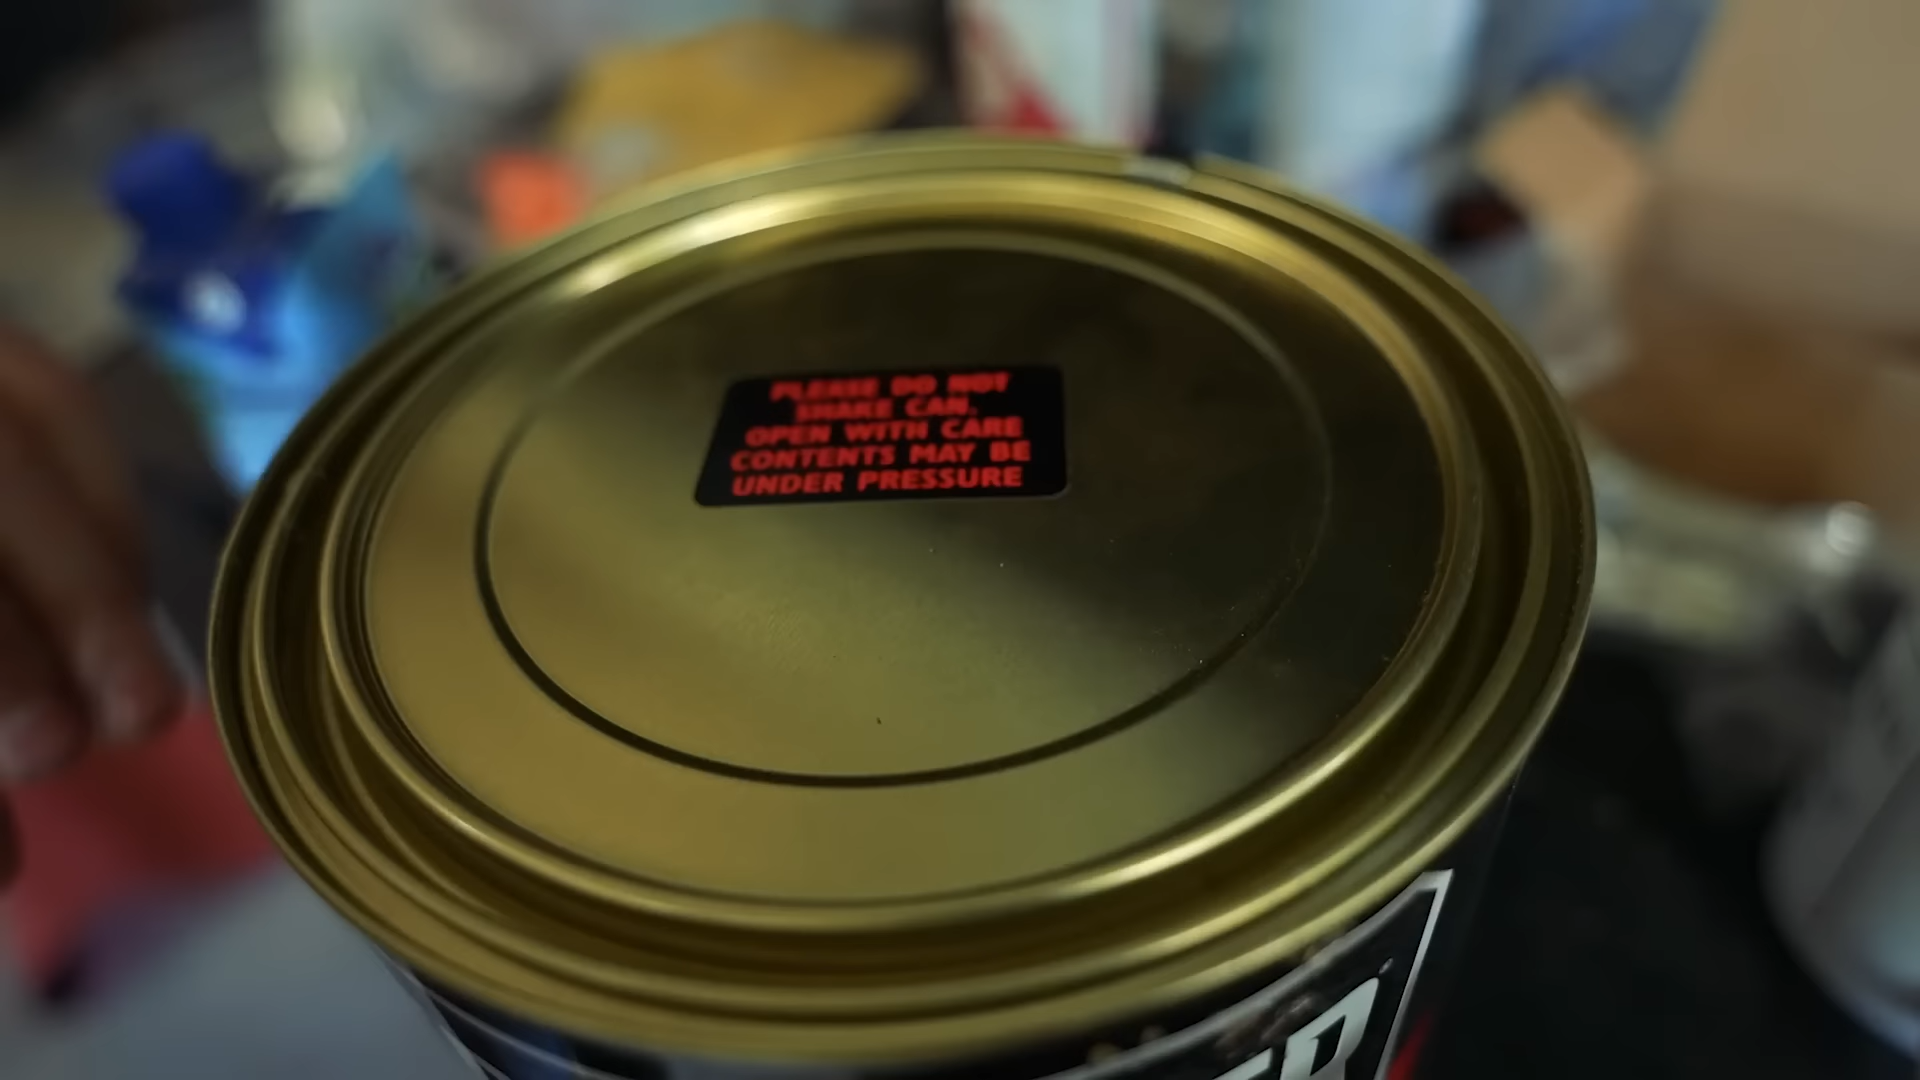 PLEASE DO NOT
SHAKE CAN.
OPEN WITH CARE
CONTENTS MAY BE
UNDER PRESSURE